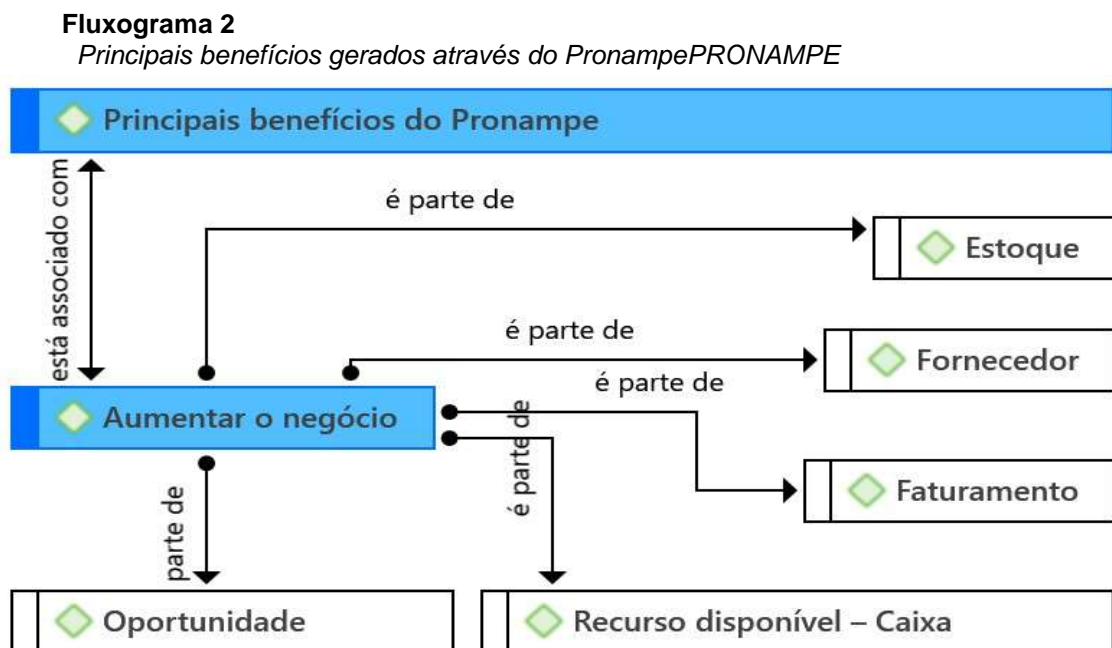 Fluxograma 2
Principais benefícios gerados através do PronampePRONAMPE
Principais benefícios do Pronampe
está associado com
é parte de
Estoque
é parte de
Fornecedor
é parte de
Aumentar o negócio
é parte de
Faturamento
parte de
Oportunidade
Recurso disponível – Caixa